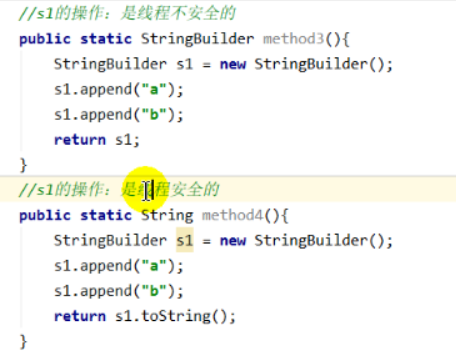 //s1的操作：是线程不安全的
public static StringBuilder method3(){
StringBuilder s1 = new StringBuilder();
s1.append("a");
s1.append("b");
return s1;
}
//s1的操作：是线程安全的
public static String method4(){
StringBuilder s1 = new StringBuilder();
s1.append("a");
s1.append("b");
return s1.toString();
}